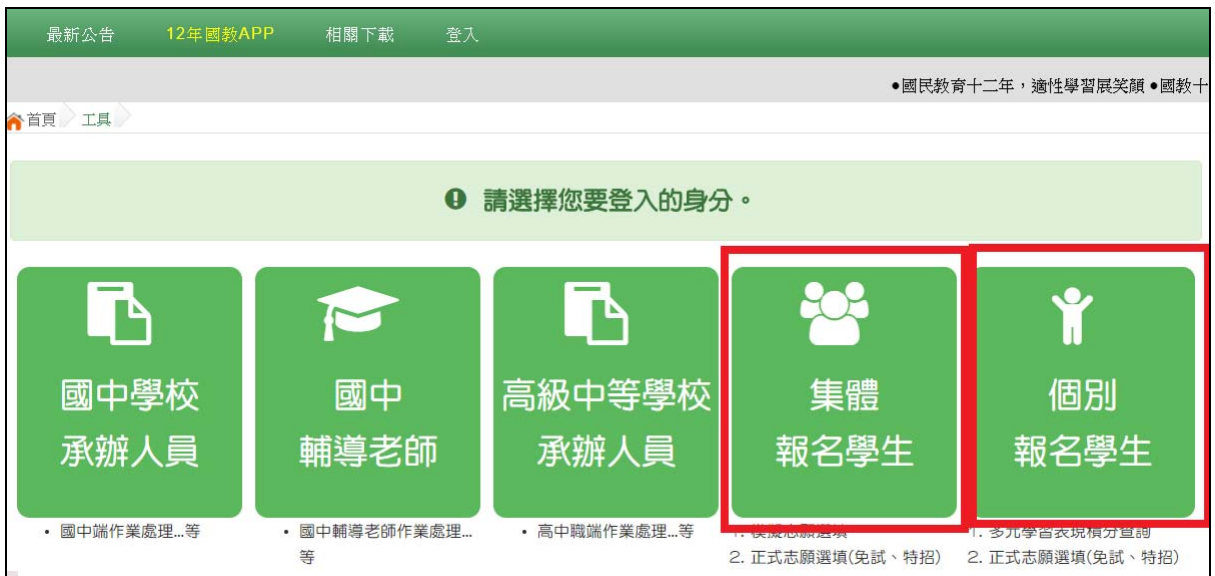 最新公告 12年國教APP 相關下載 登入
●國民教育十二年，適性學習展笑顏 ●國教十
首頁 工具
請選擇您要登入的身分。
國中學校
承辦人員
國中
輔導老師
高級中等學校
承辦人員
集體
報名學生
個別
報名學生
• 國中端作業處理...等
• 國中輔導老師作業處理...
等
• 高中職端作業處理...等
1. 模擬志願選填
2. 正式志願選填(免試、特招)
1. 多元學習表現積分查詢
2. 正式志願選填(免試、特招)